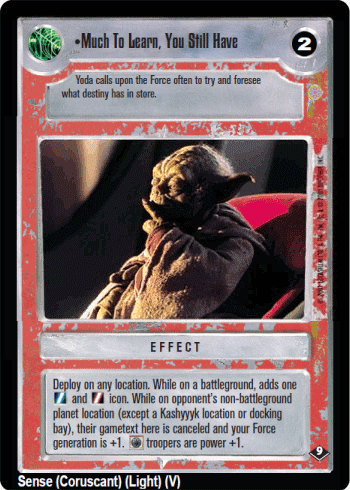 •Much To Learn, You Still Have
2
Yoda calls upon the Force often to try and foresee
what destiny has in store.
EFFECT
Deploy on any location. While on a battleground, adds one
and icon. While on opponent's non-battleground
planet location (except a Kashyyyk location or docking
bay), their gametext here is canceled and your Force
generation is +1. troopers are power +1.
9
Sense (Coruscant) (Light) (V)